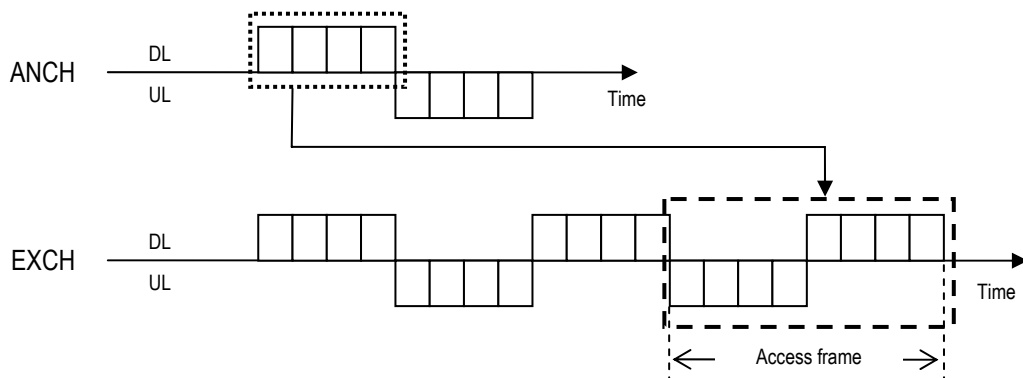 DL
ANCH
UL
Time
DL
EXCH
UL
Time
Access frame